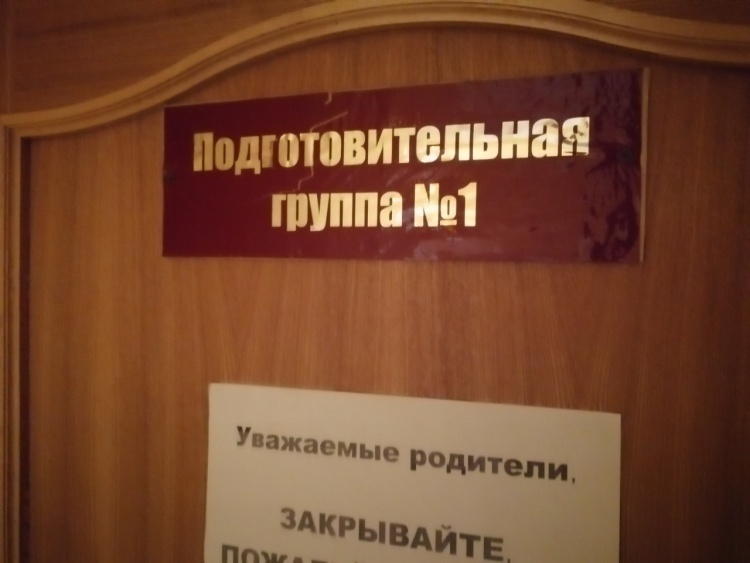 Подготовительная
группа №1
Уважаемые родители,
ЗАКРЫВАЙТЕ,